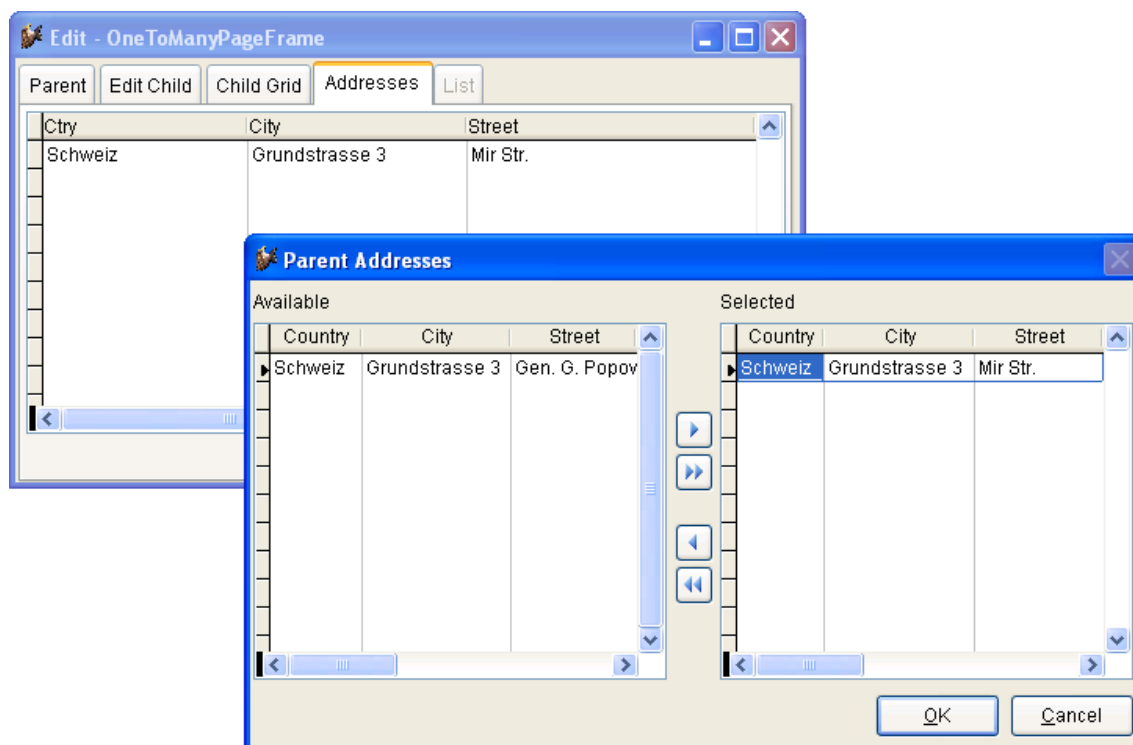 Edit - OneToManyPageFrame
Parent Edit Child Child Grid Addresses List
Ctry City Street
Schweiz Grundstrasse 3 Mir Str.
Parent Addresses
Available
Country City Street
Schweiz Grundstrasse 3 Gen. G. Popov
Selected
Country City Street
Schweiz Grundstrasse 3 Mir Str.
OK Cancel